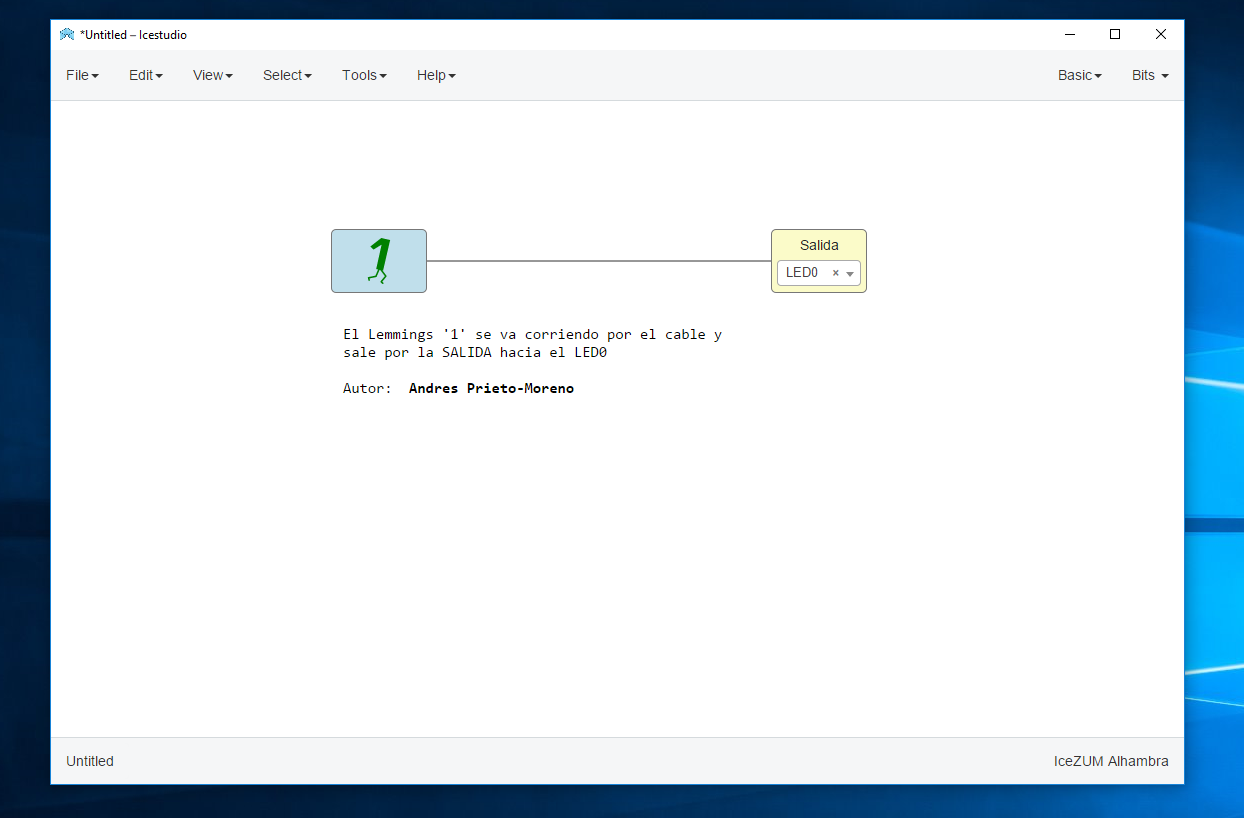 *Untitled – Icestudio
File Edit View Select Tools Help Basic Bits
1
Salida
LED0 ×
El Lemmings '1' se va corriendo por el cable y
sale por la SALIDA hacia el LED0
Autor: Andres Prieto-Moreno
Untitled IceZUM Alhambra